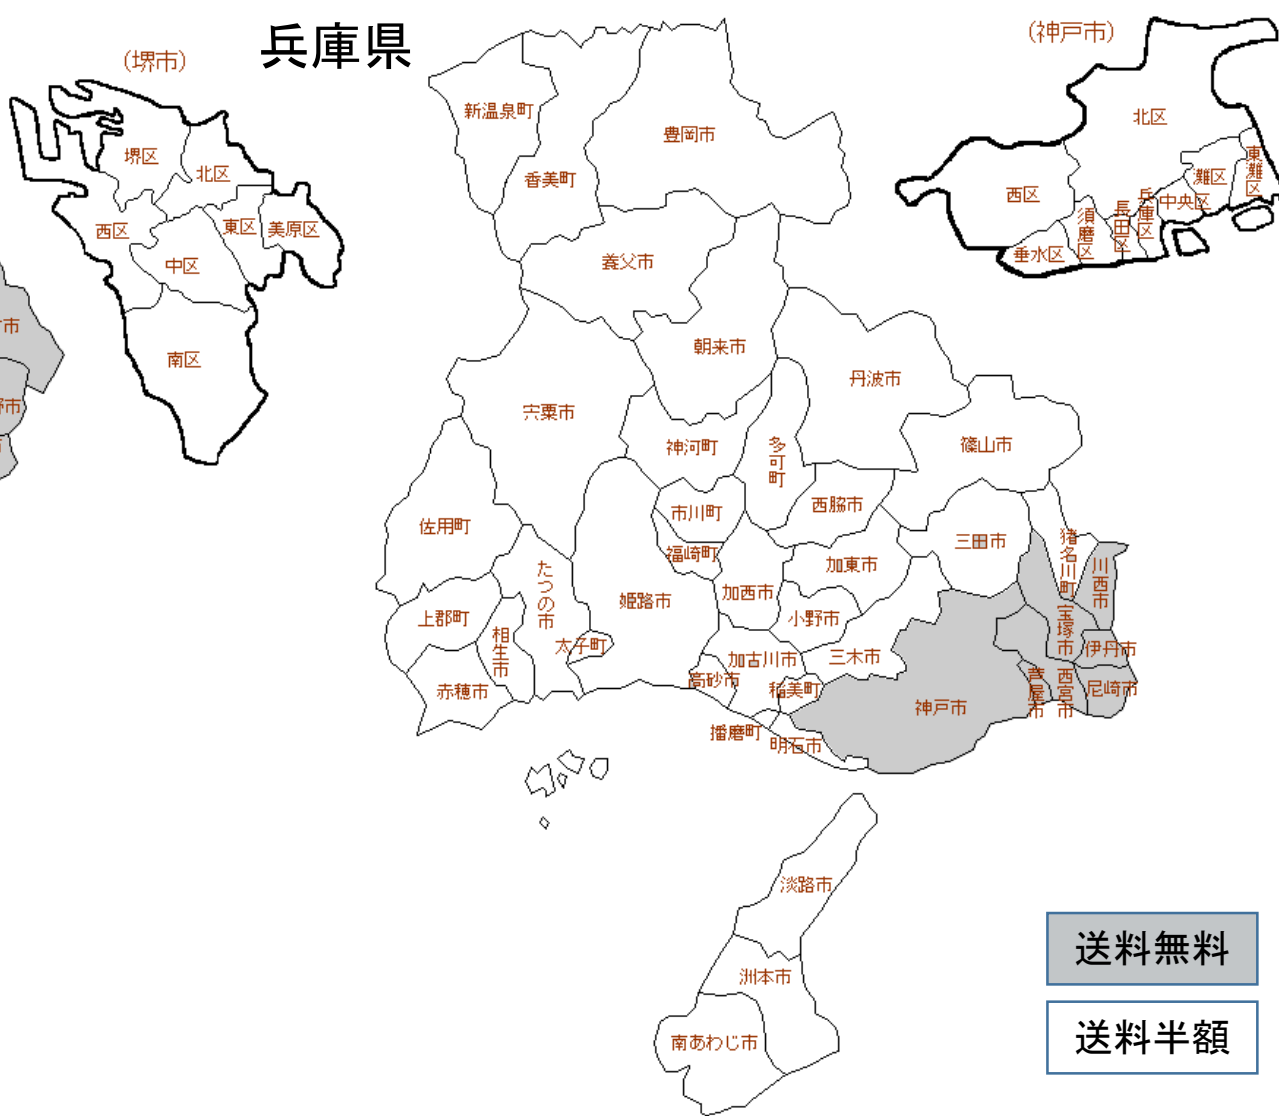 兵庫県
(堺市)
堺区
北区
西区
東区
美原区
中区
南区
市
野市
(神戸市)
北区
西区
東灘区
灘区
中央区
兵庫区
長田区
須磨区
垂水区
新温泉町
豊岡市
香美町
養父市
朝来市
丹波市
宍粟市
神河町
多可町
篠山市
市川町
西脇市
佐用町
福崎町
三田市
猪名川町
川西市
たつの市
加西市
加東市
姫路市
小野市
上郡町
相生市
太子町
宝塚市
伊丹市
加古川市
三木市
赤穂市
高砂市
稲美町
芦屋市
西宮市
尼崎市
神戸市
播磨町
明石市
淡路市
洲本市
南あわじ市
送料無料
送料半額